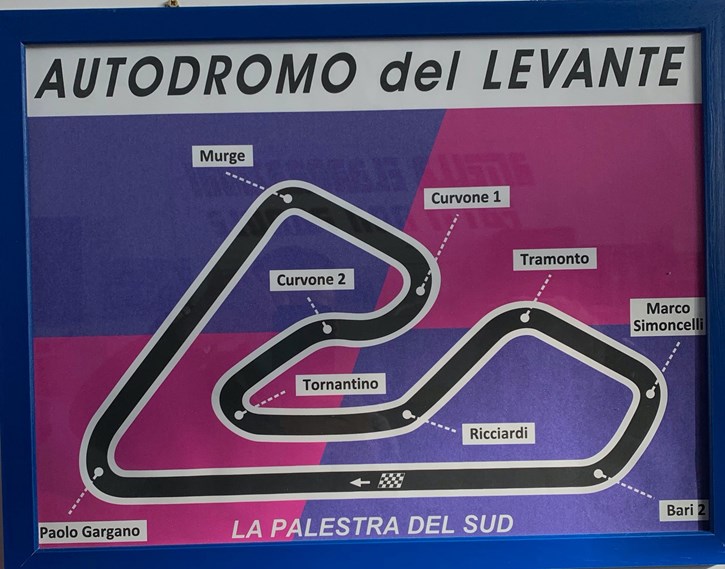 AUTODROMO del LEVANTE
Murge
Curvone 1
Tramonto
Curvone 2
Marco
Simoncelli
Tornantino
Ricciardi
Bari 2
Paolo Gargano
LA PALESTRA DEL SUD